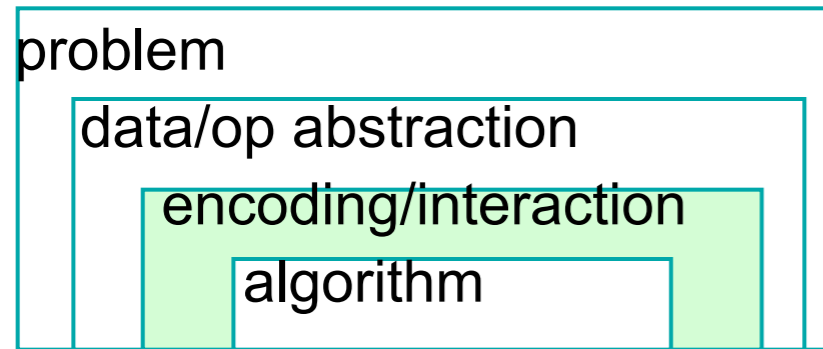 problem
data/op abstraction
encoding/interaction
algorithm